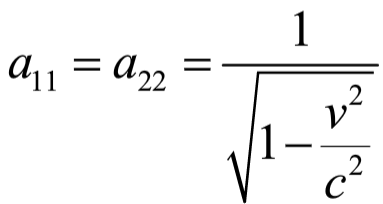 a₁₁ = a₂₂ = 1 / √(1 − v²/c²)